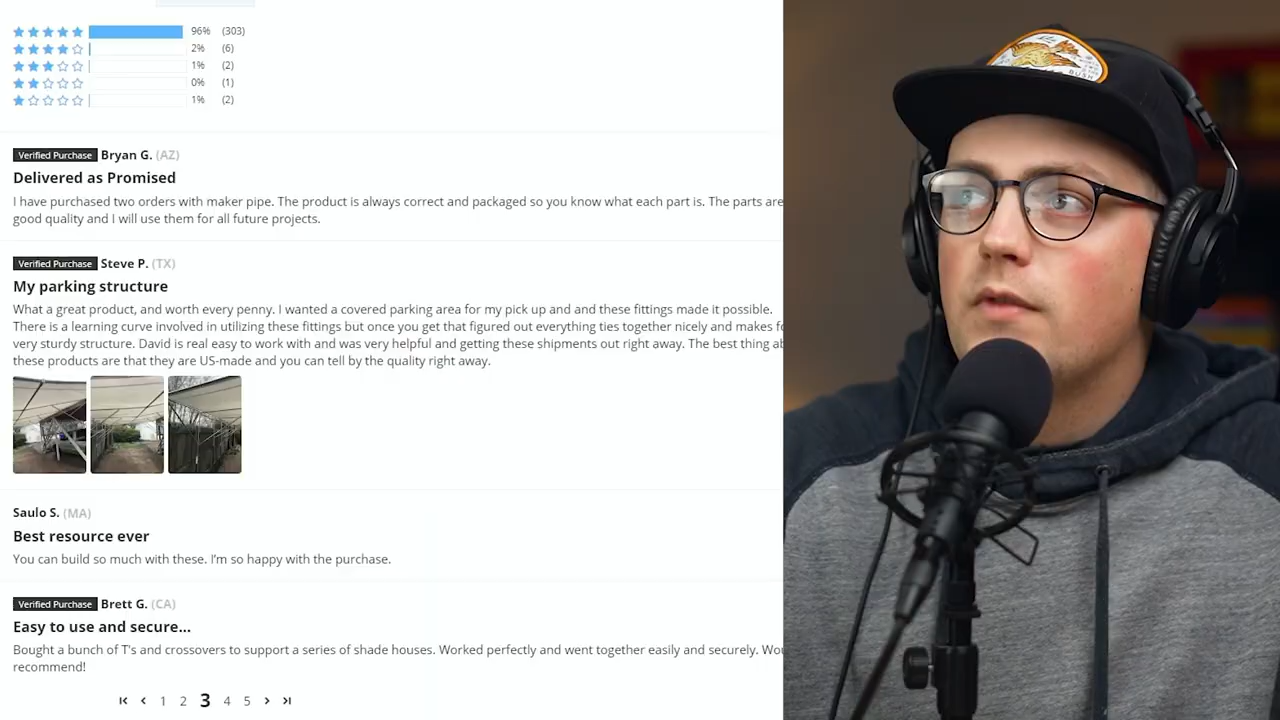 96% (303)
2% (6)
1% (2)
0% (1)
1% (2)
Verified Purchase Bryan G. (AZ)
Delivered as Promised
I have purchased two orders with maker pipe. The product is always correct and packaged so you know what each part is. The parts are
good quality and I will use them for all future projects.
Verified Purchase Steve P. (TX)
My parking structure
What a great product, and worth every penny. I wanted a covered parking area for my pick up and and these fittings made it possible.
There is a learning curve involved in utilizing these fittings but once you get that figured out everything ties together nicely and makes
very sturdy structure. David is real easy to work with and was very helpful and getting these shipments out right away. The best thing
these products are that they are US-made and you can tell by the quality right away.
Saulo S. (MA)
Best resource ever
You can build so much with these. I'm so happy with the purchase.
Verified Purchase Brett G. (CA)
Easy to use and secure...
Bought a bunch of T's and crossovers to support a series of shade houses. Worked perfectly and went together easily and securely.
recommend!
1 2 3 4 5